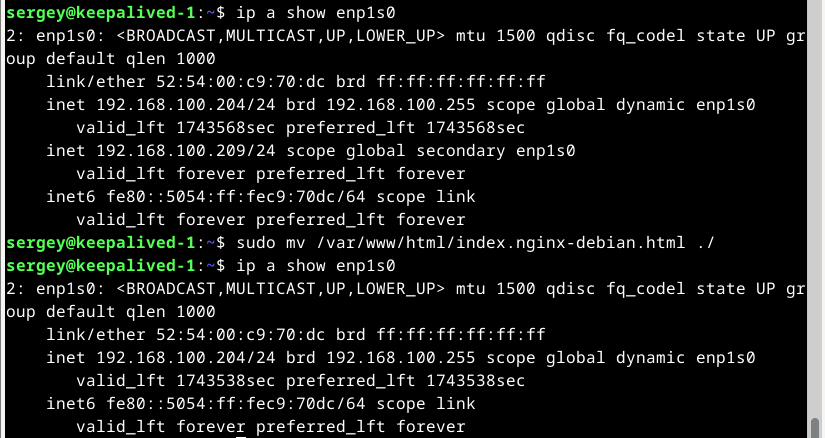 sergey@keepalived-1:~$ ip a show enp1s0
2: enp1s0: <BROADCAST,MULTICAST,UP,LOWER_UP> mtu 1500 qdisc fq_codel state UP gr
oup default qlen 1000
    link/ether 52:54:00:c9:70:dc brd ff:ff:ff:ff:ff:ff
    inet 192.168.100.204/24 brd 192.168.100.255 scope global dynamic enp1s0
       valid_lft 1743568sec preferred_lft 1743568sec
    inet 192.168.100.209/24 scope global secondary enp1s0
       valid_lft forever preferred_lft forever
    inet6 fe80::5054:ff:fec9:70dc/64 scope link
       valid_lft forever preferred_lft forever
sergey@keepalived-1:~$ sudo mv /var/www/html/index.nginx-debian.html ./
sergey@keepalived-1:~$ ip a show enp1s0
2: enp1s0: <BROADCAST,MULTICAST,UP,LOWER_UP> mtu 1500 qdisc fq_codel state UP gr
oup default qlen 1000
    link/ether 52:54:00:c9:70:dc brd ff:ff:ff:ff:ff:ff
    inet 192.168.100.204/24 brd 192.168.100.255 scope global dynamic enp1s0
       valid_lft 1743538sec preferred_lft 1743538sec
    inet6 fe80::5054:ff:fec9:70dc/64 scope link
       valid_lft forever preferred_lft forever